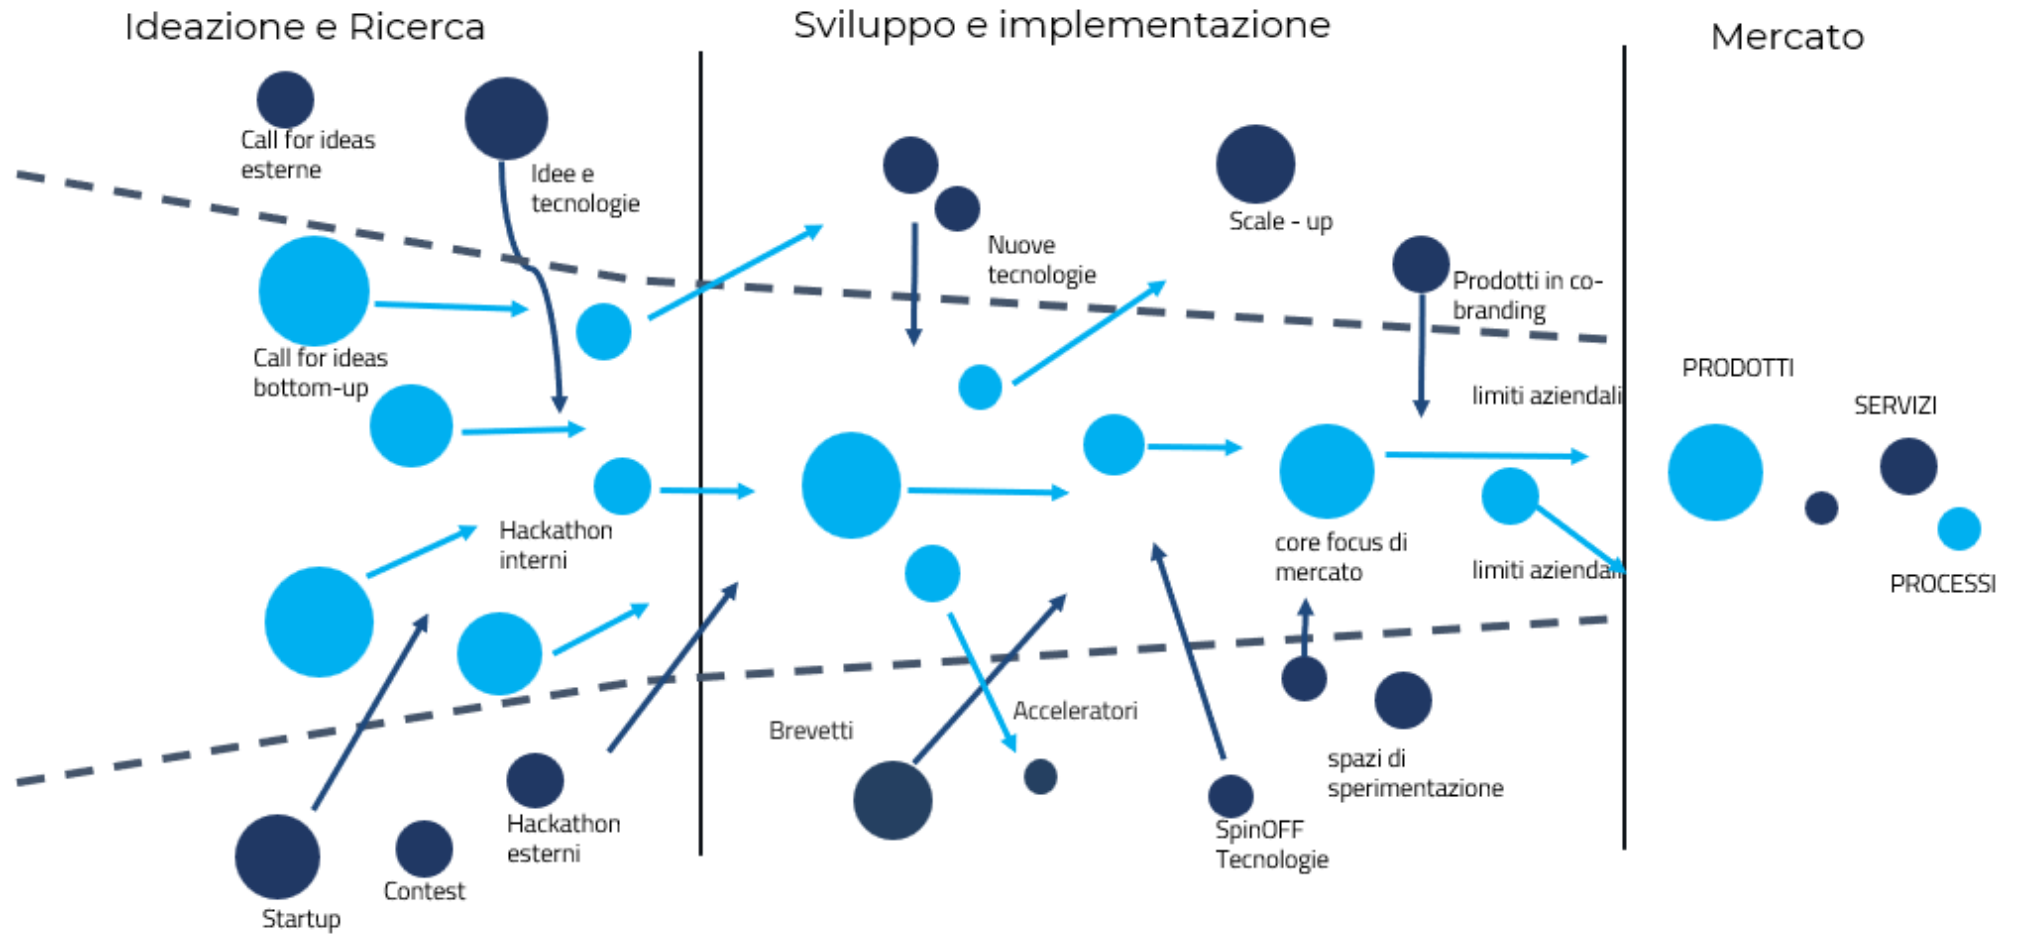 Ideazione e Ricerca
Sviluppo e implementazione
Mercato
Call for ideas
esterne
Idee e
tecnologie
Call for ideas
bottom-up
Hackathon
interni
Startup
Contest
Hackathon
esterni
Nuove
tecnologie
Scale - up
Prodotti in co-
branding
limiti aziendali
core focus di
mercato
limiti aziendali
Brevetti
Acceleratori
SpinOFF
Tecnologie
spazi di
sperimentazione
PRODOTTI
SERVIZI
PROCESSI